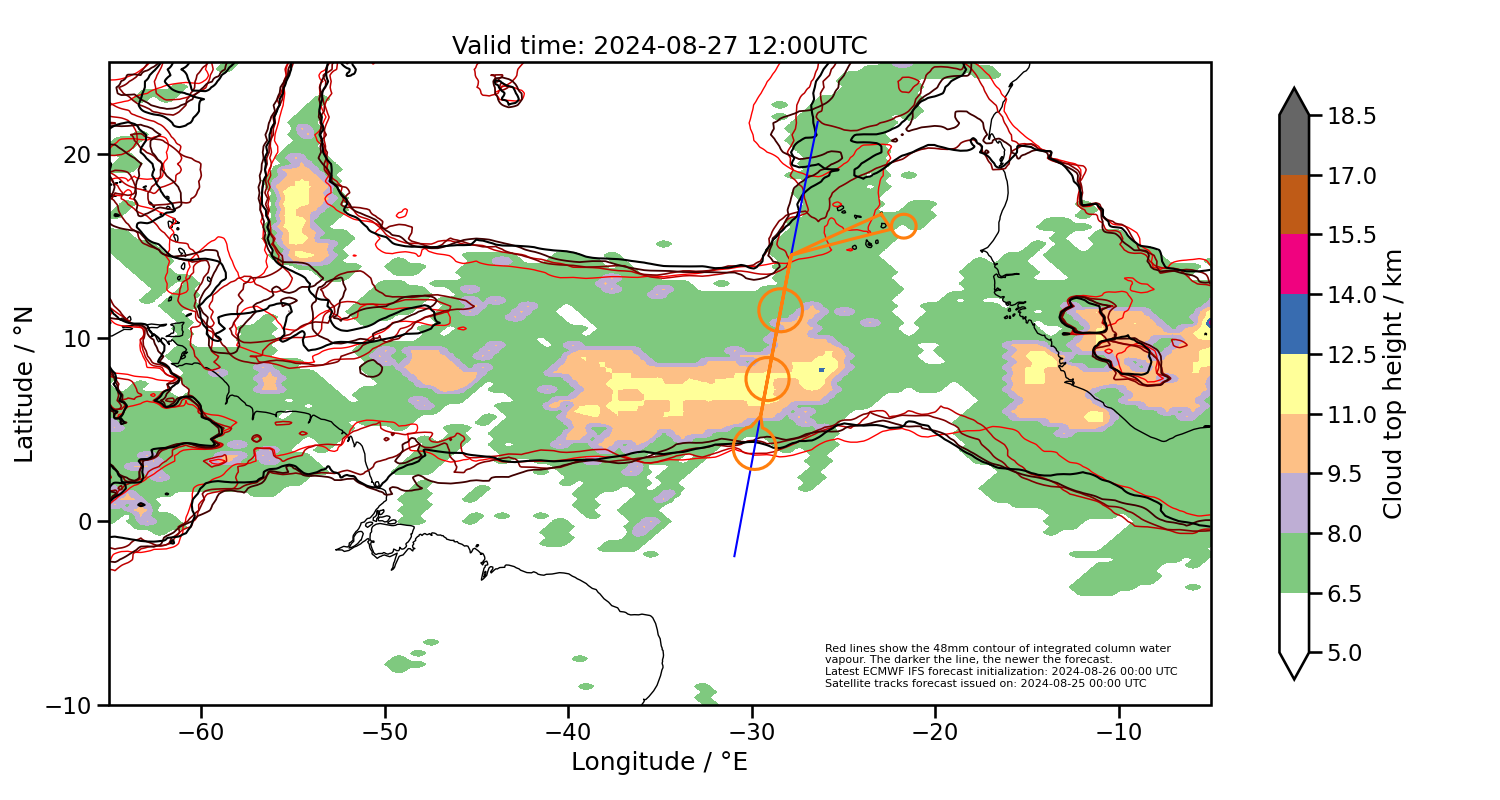 Valid time: 2024-08-27 12:00UTC
Latitude / °N
20
10
0
−10
−60
−50
−40
−30
−20
−10
Longitude / °E
Red lines show the 48mm contour of integrated column water
vapour. The darker the line, the newer the forecast.
Latest ECMWF IFS forecast initialization: 2024-08-26 00:00 UTC
Satellite tracks forecast issued on: 2024-08-25 00:00 UTC
18.5
17.0
15.5
14.0
12.5
11.0
9.5
8.0
6.5
5.0
Cloud top height / km